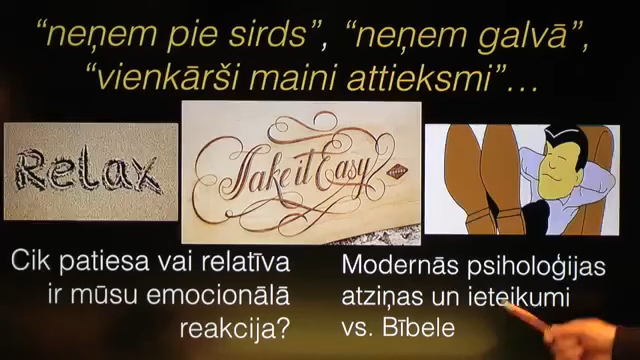 “neņem pie sirds”, “neņem galvā”,
“vienkārši maini attieksmi”...
Relax
Take it Easy
Cik patiesa vai relatīva
ir mūsu emocionālā
reakcija?
Modernās psiholoģijas
atziņas un ieteikumi
vs. Bībele